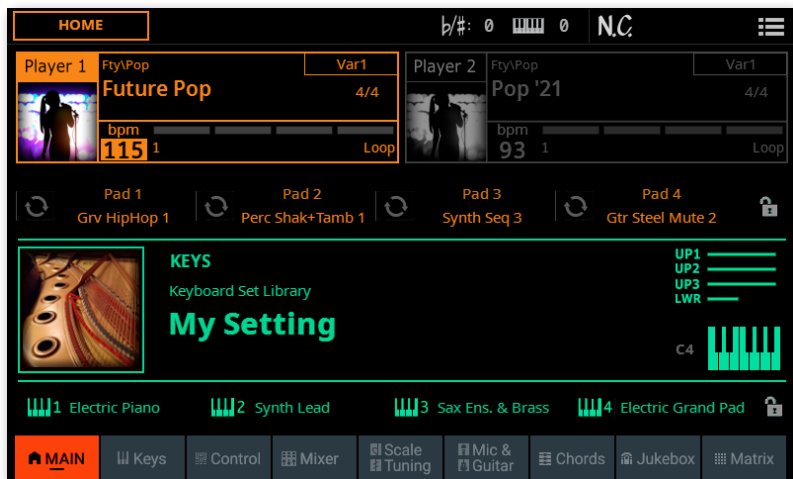 HOME ♭/#: 0 0 N.C.
Player 1 Fty\Pop Var1
Future Pop 4/4
bpm
115 1 Loop
Player 2 Fty\Pop Var1
Pop '21 4/4
bpm
93 1 Loop
Pad 1
Grv HipHop 1
Pad 2
Perc Shak+Tamb 1
Pad 3
Synth Seq 3
Pad 4
Gtr Steel Mute 2
KEYS
Keyboard Set Library
My Setting
UP1
UP2
UP3
LWR
C4
1 Electric Piano
2 Synth Lead
3 Sax Ens. & Brass
4 Electric Grand Pad
MAIN
Keys
Control
Mixer
Scale
Tuning
Mic &
Guitar
Chords
Jukebox
Matrix